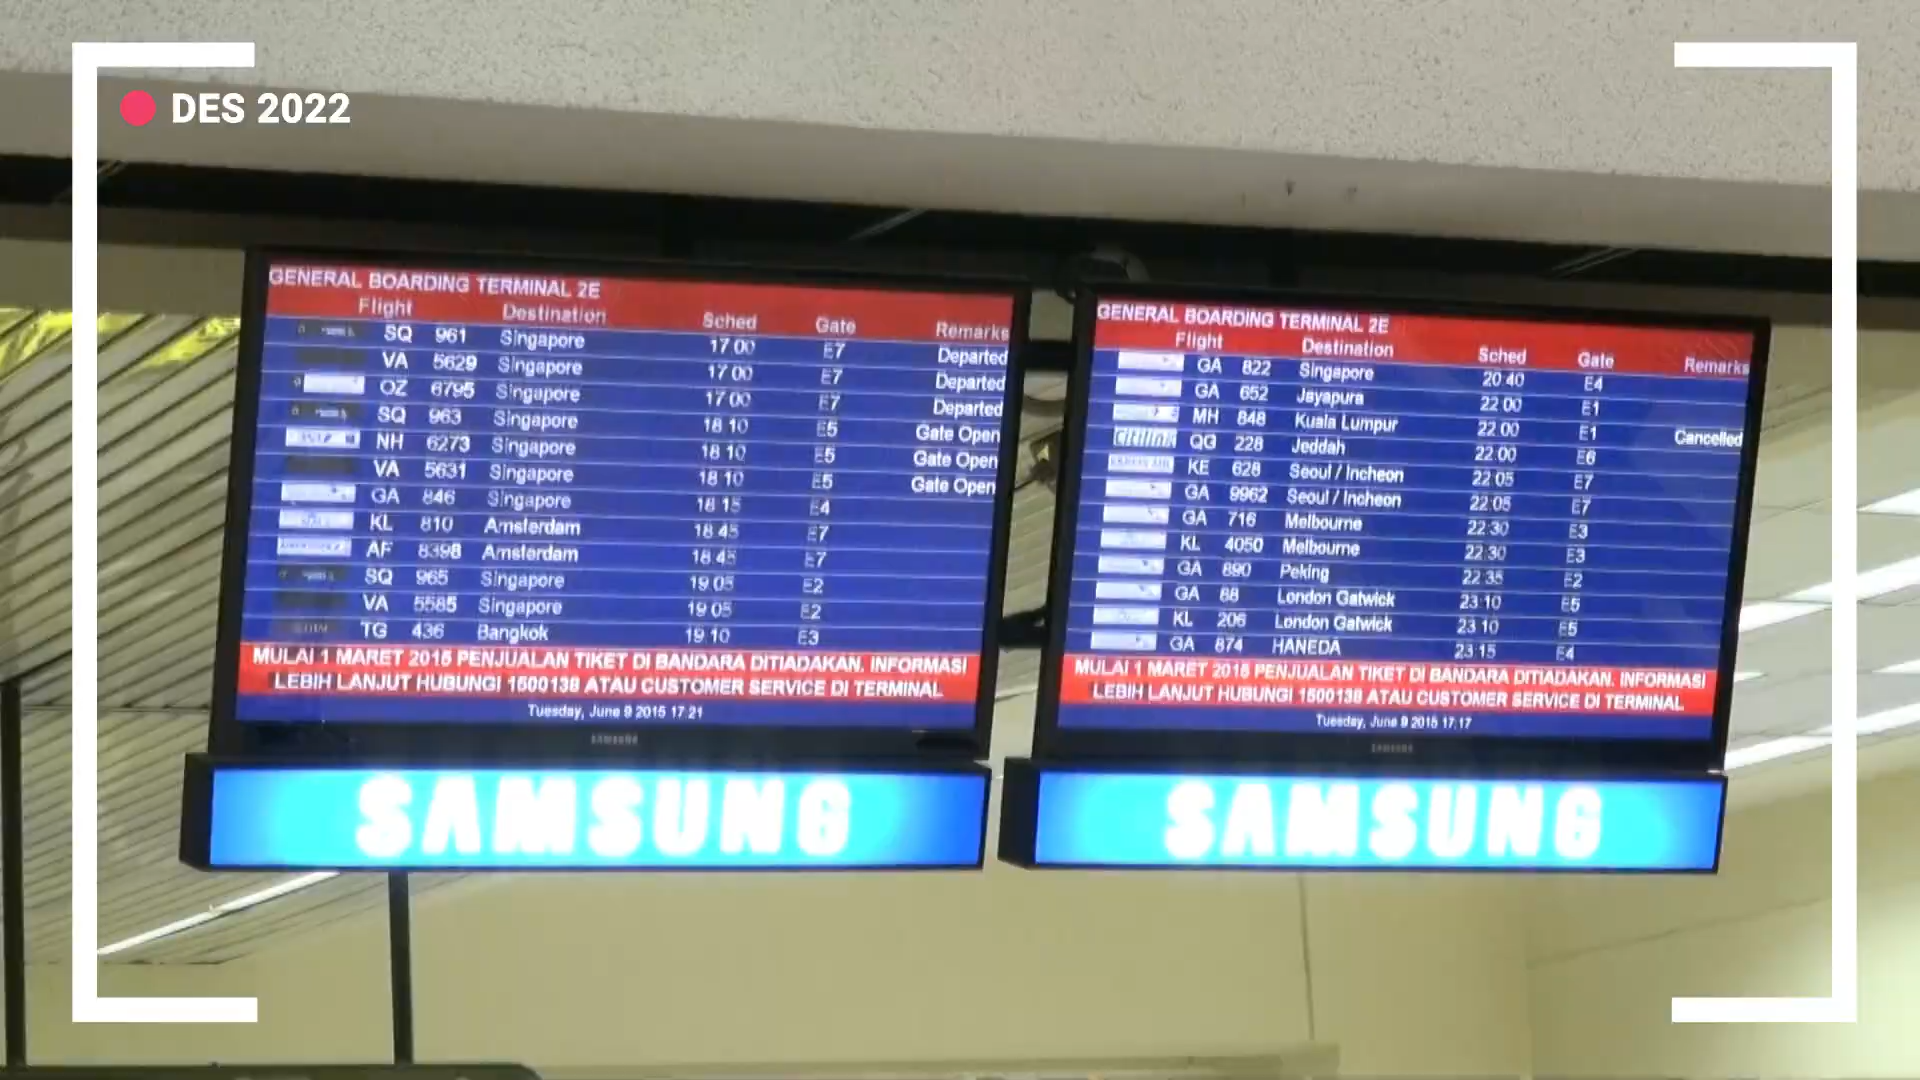 DES 2022
GENERAL BOARDING TERMINAL 2E
Flight Destination Sched Gate Remarks
SQ 961 Singapore 17 00 E7 Departed
VA 5629 Singapore 17 00 E7 Departed
OZ 6795 Singapore 17 00 E7 Departed
SQ 963 Singapore 18 10 E5 Gate Open
NH 6273 Singapore 18 10 E5 Gate Open
VA 5631 Singapore 18 10 E5 Gate Open
GA 846 Singapore 18 15 E4
KL 810 Amsterdam 18 45 E7
AF 8398 Amsterdam 18 45 E7
SQ 965 Singapore 19 05 E2
VA 5585 Singapore 19 05 E2
TG 436 Bangkok 19 10 E3
MULAI 1 MARET 2015 PENJUALAN TIKET DI BANDARA DITIADAKAN. INFORMASI
LEBIH LANJUT HUBUNGI 1500138 ATAU CUSTOMER SERVICE DI TERMINAL
Tuesday, June 9 2015 17:21
SAMSUNG
SAMSUNG
GENERAL BOARDING TERMINAL 2E
Flight Destination Sched Gate Remarks
GA 822 Singapore 20 40 E4
GA 652 Jayapura 22 00 E1
MH 848 Kuala Lumpur 22 00 E1 Cancelled
Citilink QG 228 Jeddah 22:00 E6
KE 628 Seoul / Incheon 22 05 E7
GA 9962 Seoul / Incheon 22:05 E7
GA 716 Melbourne 22:30 E3
KL 4050 Melbourne 22:30 E3
GA 890 Peking 22 35 E2
GA 88 London Gatwick 23:10 E5
KL 206 London Gatwick 23 10 E5
GA 874 HANEDA 23:15 E4
MULAI 1 MARET 2015 PENJUALAN TIKET DI BANDARA DITIADAKAN. INFORMASI
LEBIH LANJUT HUBUNGI 1500138 ATAU CUSTOMER SERVICE DI TERMINAL
Tuesday, June 9 2015 17:17
SAMSUNG
SAMSUNG